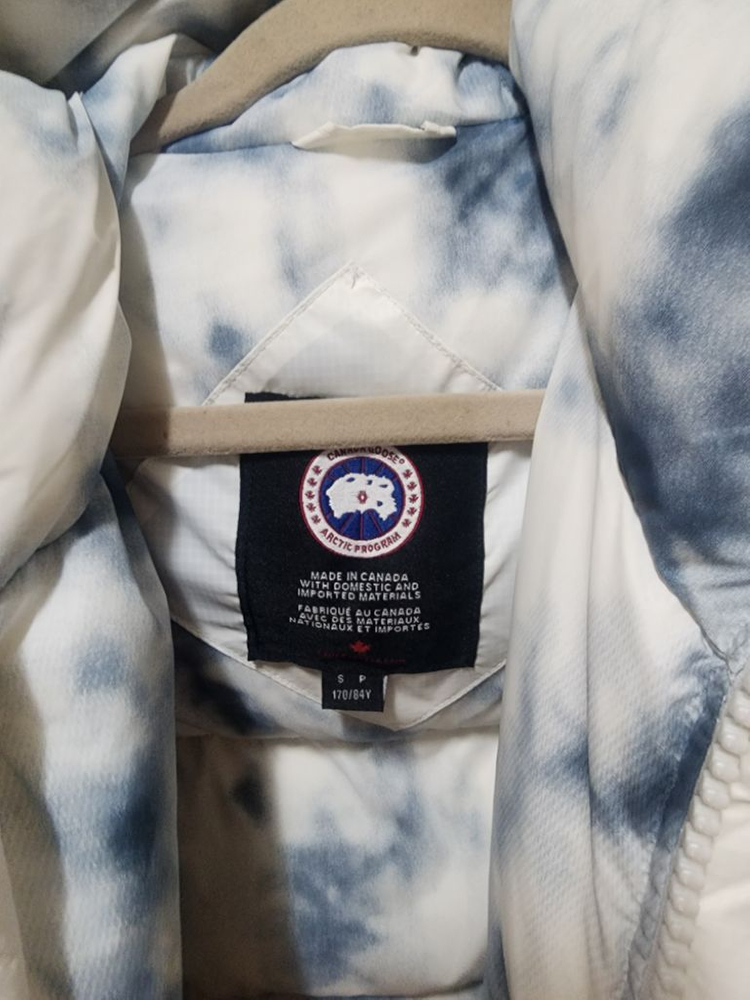 CANADA GOOSE®
ARCTIC PROGRAM
MADE IN CANADA
WITH DOMESTIC AND
IMPORTED MATERIALS
FABRIQUÉ AU CANADA
AVEC DES MATÉRIAUX
NATIONAUX ET IMPORTÉS
S P
170/84Y